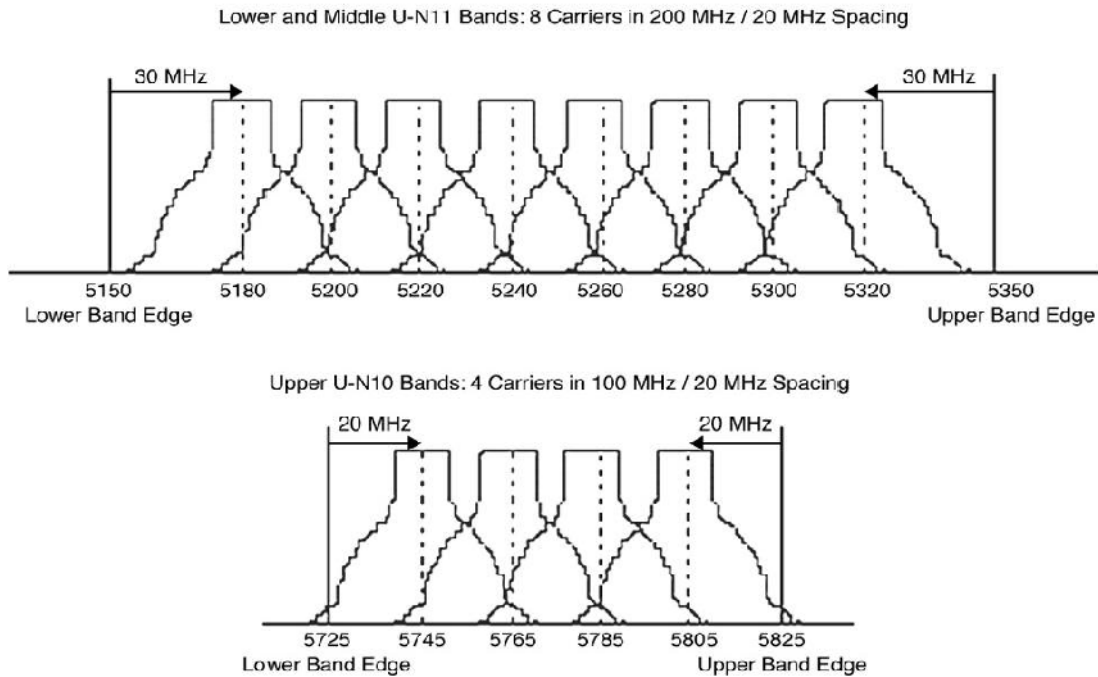 Lower and Middle U-N11 Bands: 8 Carriers in 200 MHz / 20 MHz Spacing
30 MHz 30 MHz
5150 5180 5200 5220 5240 5260 5280 5300 5320 5350
Lower Band Edge Upper Band Edge
Upper U-N10 Bands: 4 Carriers in 100 MHz / 20 MHz Spacing
20 MHz 20 MHz
5725 5745 5765 5785 5805 5825
Lower Band Edge Upper Band Edge